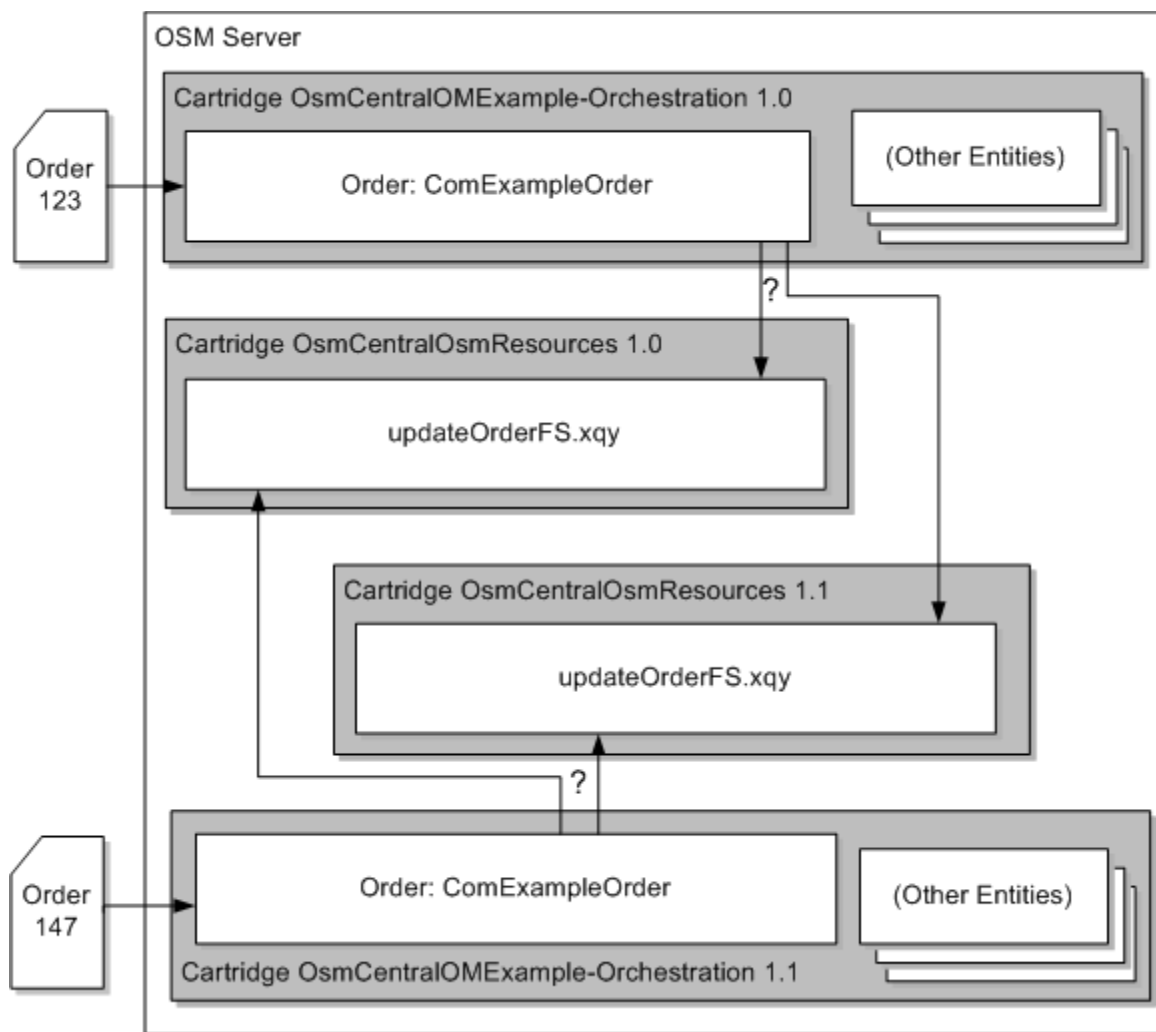 OSM Server
Cartridge OsmCentralOMExample-Orchestration 1.0
Order
123
Order: ComExampleOrder
(Other Entities)
?
Cartridge OsmCentralOsmResources 1.0
updateOrderFS.xqy
Cartridge OsmCentralOsmResources 1.1
updateOrderFS.xqy
?
Order
147
Order: ComExampleOrder
(Other Entities)
Cartridge OsmCentralOMExample-Orchestration 1.1